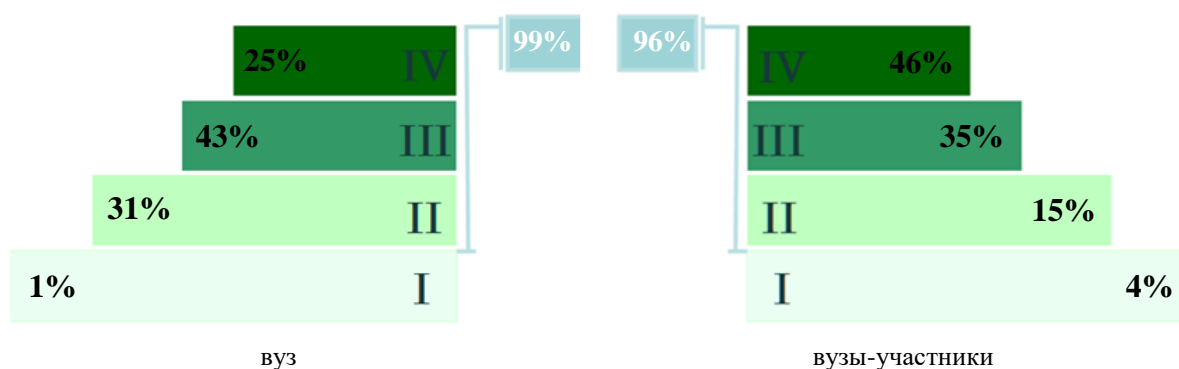 99% 96%
25% IV IV 46%
43% III III 35%
31% II II 15%
1% I I 4%
вуз вузы-участники